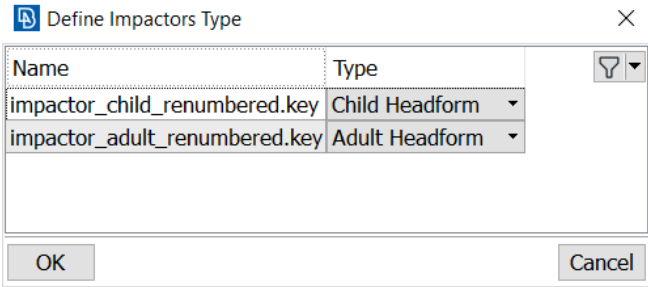 Define Impactors Type
Name Type
impactor_child_renumbered.key Child Headform
impactor_adult_renumbered.key Adult Headform
OK Cancel